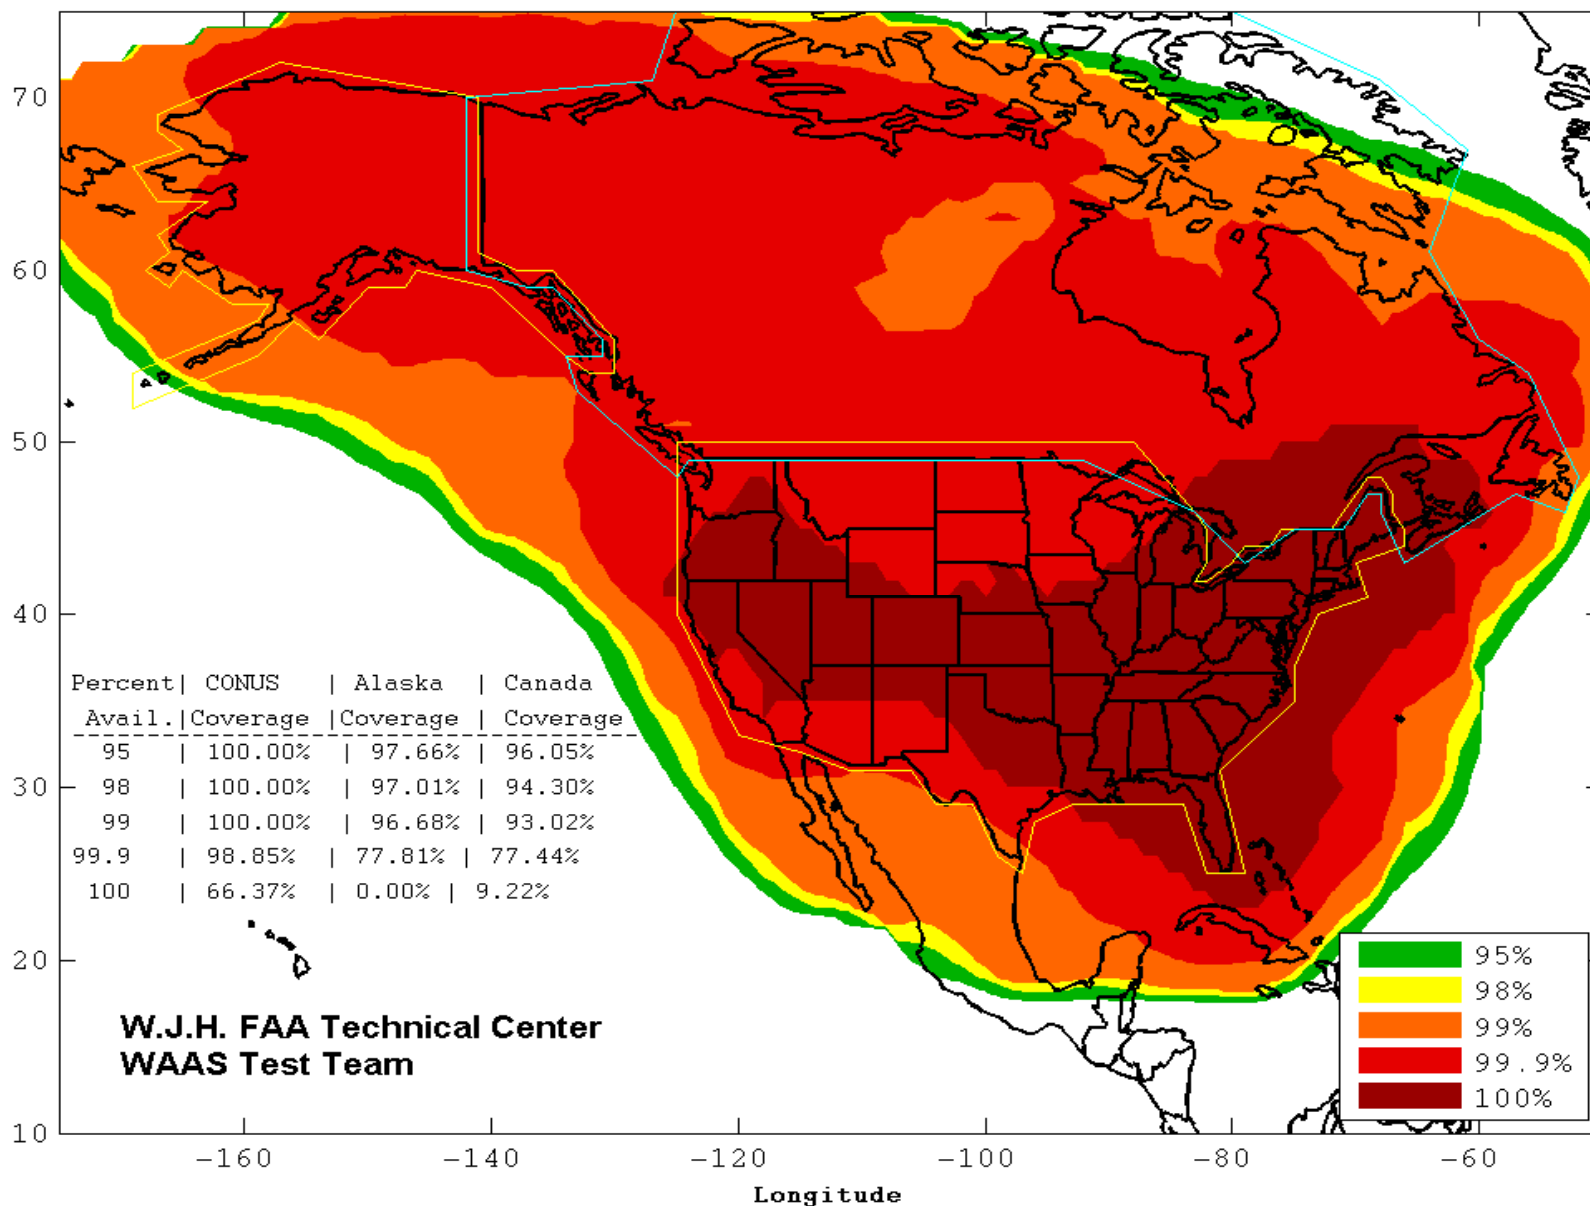 70
60
50
40
30
20
10
Percent| CONUS | Alaska | Canada
Avail.|Coverage |Coverage | Coverage
95 | 100.00% | 97.66% | 96.05%
98 | 100.00% | 97.01% | 94.30%
99 | 100.00% | 96.68% | 93.02%
99.9 | 98.85% | 77.81% | 77.44%
100 | 66.37% | 0.00% | 9.22%
W.J.H. FAA Technical Center
WAAS Test Team
95%
98%
99%
99.9%
100%
-160 -140 -120 -100 -80 -60
Longitude